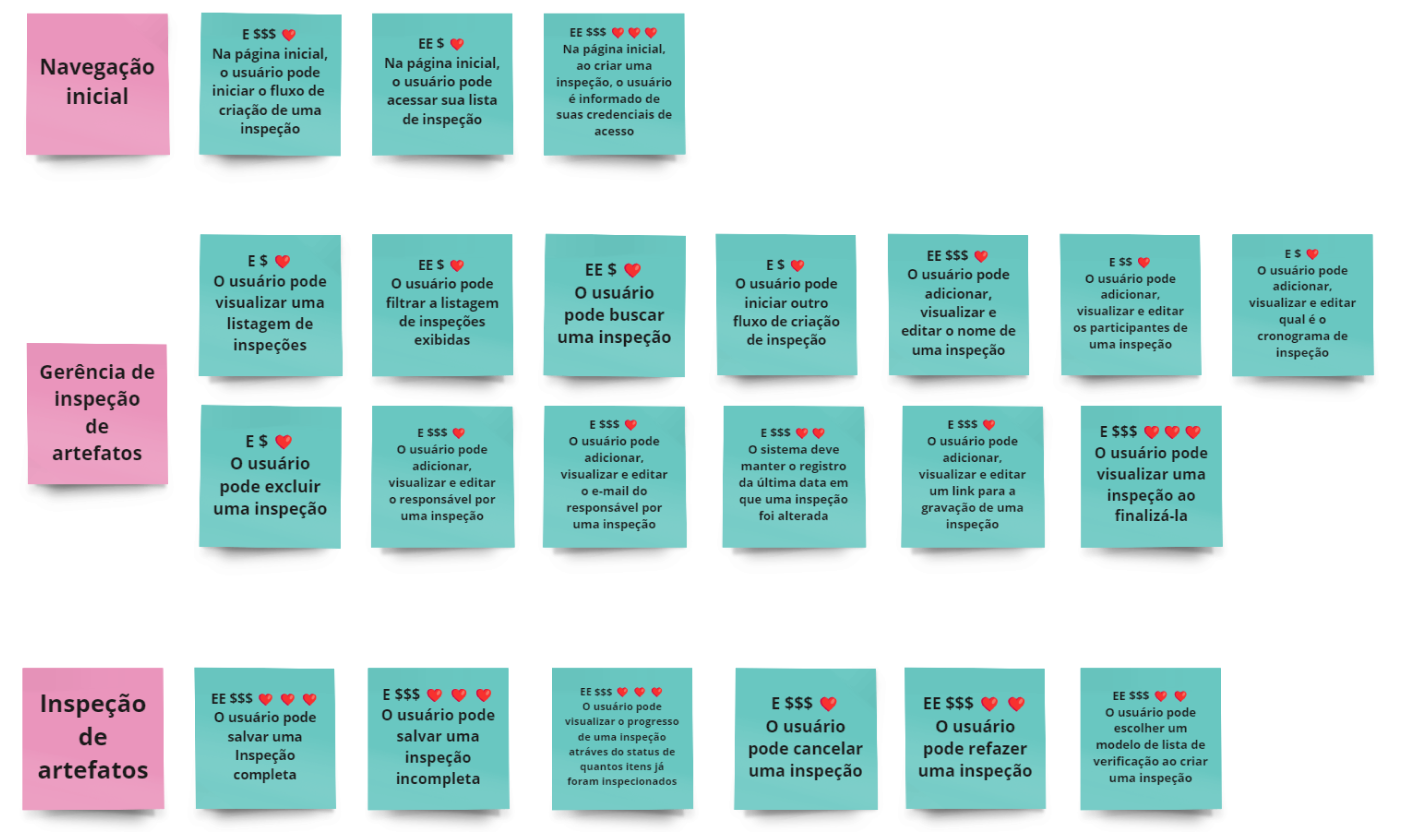 Navegação
inicial
E $$$ ❤️
Na página inicial,
o usuário pode
iniciar o fluxo de
criação de uma
inspeção
EE $ ❤️
Na página inicial,
o usuário pode
acessar sua lista
de inspeção
EE $$$ ❤️ ❤️ ❤️
Na página inicial,
ao criar uma
inspeção, o usuário
é informado de
suas credenciais de
acesso
Gerência de
inspeção
de
artefatos
E $ ❤️
O usuário pode
visualizar uma
listagem de
inspeções
EE $ ❤️
O usuário pode
filtrar a listagem
de inspeções
exibidas
EE $ ❤️
O usuário
pode buscar
uma inspeção
E $ ❤️
O usuário pode
iniciar outro
fluxo de criação
de inspeção
EE $$$ ❤️
O usuário pode
adicionar,
visualizar e
editar o nome de
uma inspeção
E $$ ❤️
O usuário pode
adicionar,
visualizar e editar
os participantes de
uma inspeção
E $ ❤️
O usuário pode
adicionar,
visualizar e editar
qual é o
cronograma de
inspeção
E $ ❤️
O usuário
pode excluir
uma inspeção
E $$$ ❤️
O usuário pode
adicionar,
visualizar e editar
o responsável por
uma inspeção
E $$$ ❤️
O usuário pode
adicionar,
visualizar e editar
o e-mail do
responsável por
uma inspeção
E $$$ ❤️ ❤️
O sistema deve
manter o registro
da última data em
que uma inspeção
foi alterada
E $$$ ❤️
O usuário pode
adicionar,
visualizar e editar
um link para a
gravação de uma
inspeção
E $$$ ❤️ ❤️ ❤️
O usuário pode
visualizar uma
inspeção ao
finalizá-la
Inspeção
de
artefatos
EE $$$ ❤️ ❤️ ❤️
O usuário pode
salvar uma
Inspeção
completa
E $$$ ❤️ ❤️ ❤️
O usuário pode
salvar uma
inspeção
incompleta
EE $$$ ❤️ ❤️ ❤️
O usuário pode
visualizar o progresso
de uma inspeção
atráves do status de
quantos itens já
foram inspecionados
E $$$ ❤️
O usuário
pode cancelar
uma inspeção
EE $$$ ❤️ ❤️
O usuário
pode refazer
uma inspeção
EE $$$ ❤️ ❤️
O usuário pode
escolher um
modelo de lista de
verificação ao criar
uma inspeção